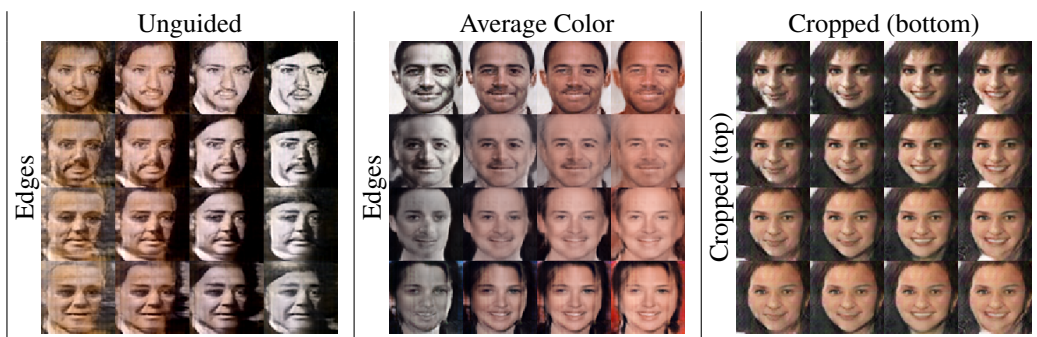 Unguided
Edges
Average Color
Edges
Cropped (bottom)
Cropped (top)